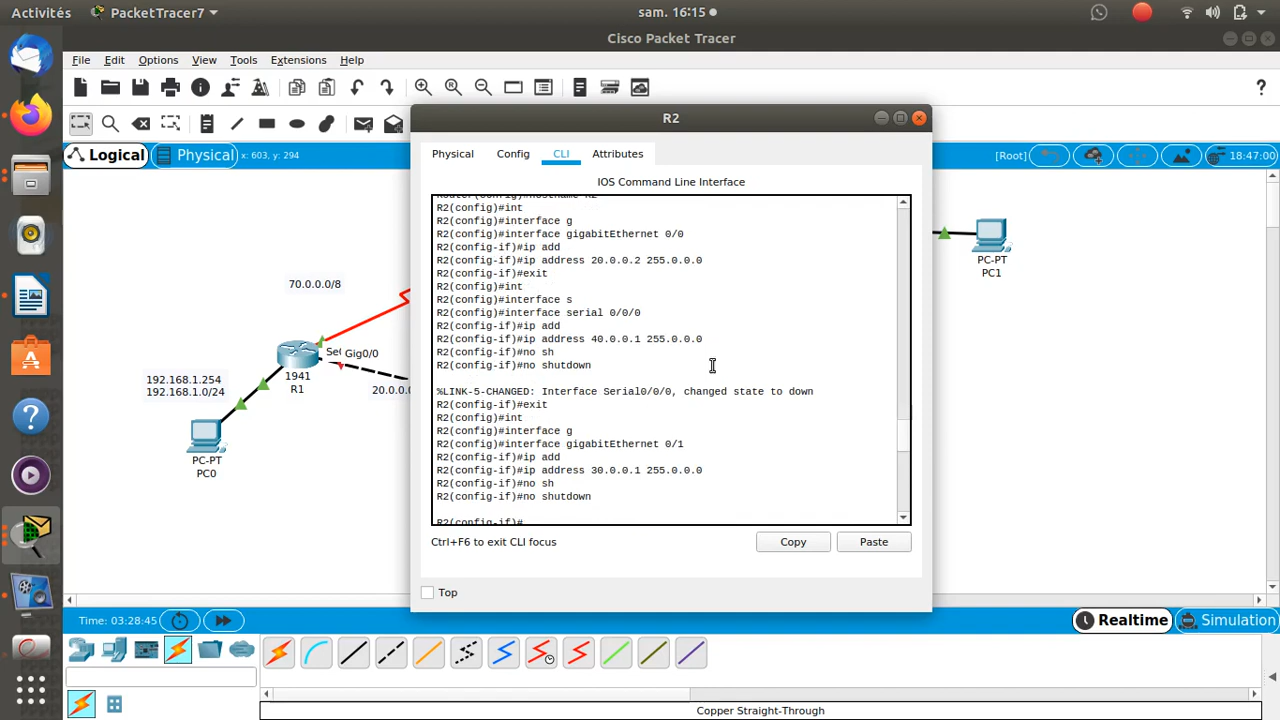 Activités
PacketTracer7
sam. 16:15
Cisco Packet Tracer
File Edit Options View Tools Extensions Help
R2
Logical
Physical
x: 603, y: 294
[Root]
18:47:00
Physical Config CLI Attributes
IOS Command Line Interface
Router(config)#hostname R2
R2(config)#int
R2(config)#interface g
R2(config)#interface gigabitEthernet 0/0
R2(config-if)#ip add
R2(config-if)#ip address 20.0.0.2 255.0.0.0
R2(config-if)#exit
R2(config)#int
R2(config)#interface s
R2(config)#interface serial 0/0/0
R2(config-if)#ip add
R2(config-if)#ip address 40.0.0.1 255.0.0.0
R2(config-if)#no sh
R2(config-if)#no shutdown
%LINK-5-CHANGED: Interface Serial0/0/0, changed state to down
R2(config-if)#exit
R2(config)#int
R2(config)#interface g
R2(config)#interface gigabitEthernet 0/1
R2(config-if)#ip add
R2(config-if)#ip address 30.0.0.1 255.0.0.0
R2(config-if)#no sh
R2(config-if)#no shutdown
R2(config-if)#
Ctrl+F6 to exit CLI focus
Copy
Paste
Top
70.0.0.0/8
Gig0/0
1941
R1
20.0.0
192.168.1.254
192.168.1.0/24
PC-PT
PC0
PC-PT
PC1
Time: 03:28:45
Realtime
Simulation
Copper Straight-Through